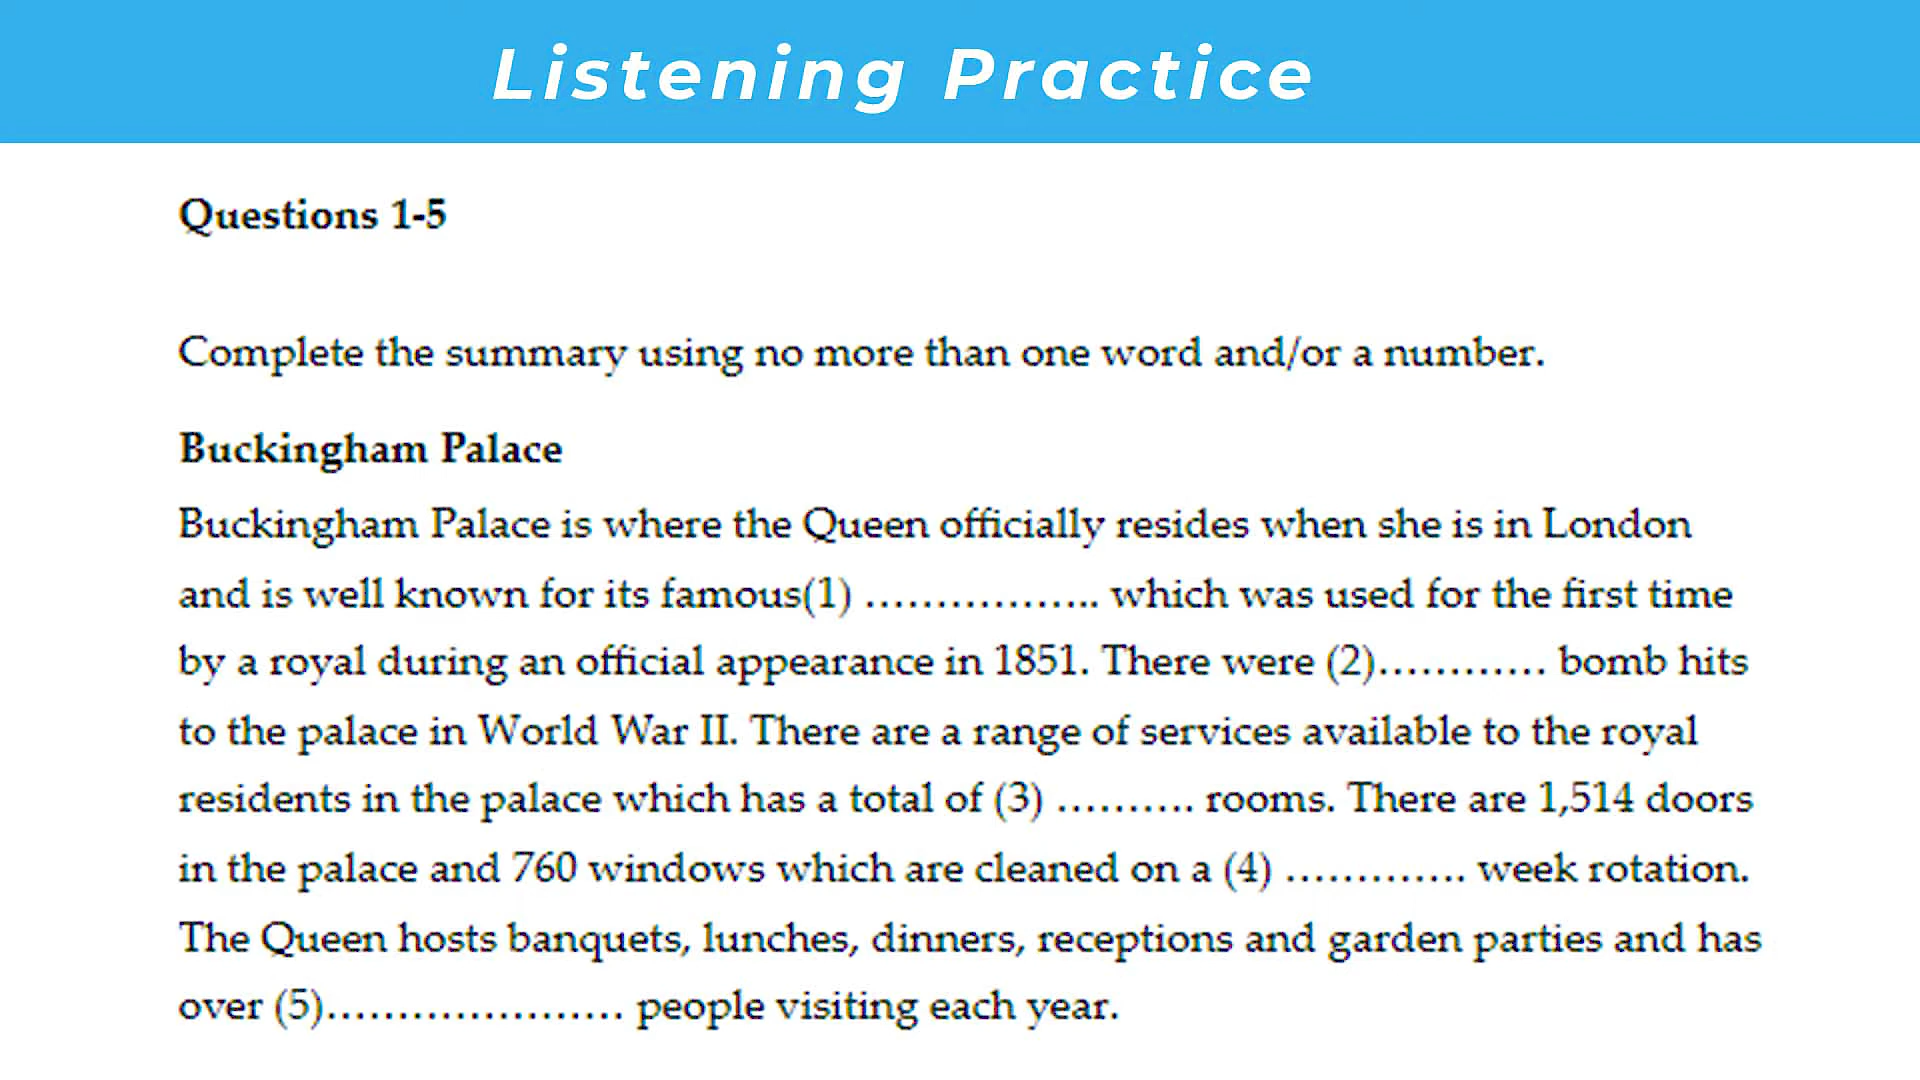 Listening Practice
Questions 1-5
Complete the summary using no more than one word and/or a number.
Buckingham Palace
Buckingham Palace is where the Queen officially resides when she is in London
and is well known for its famous(1) ……………... which was used for the first time
by a royal during an official appearance in 1851. There were (2)………… bomb hits
to the palace in World War II. There are a range of services available to the royal
residents in the palace which has a total of (3) ………. rooms. There are 1,514 doors
in the palace and 760 windows which are cleaned on a (4) …………. week rotation.
The Queen hosts banquets, lunches, dinners, receptions and garden parties and has
over (5)………………… people visiting each year.